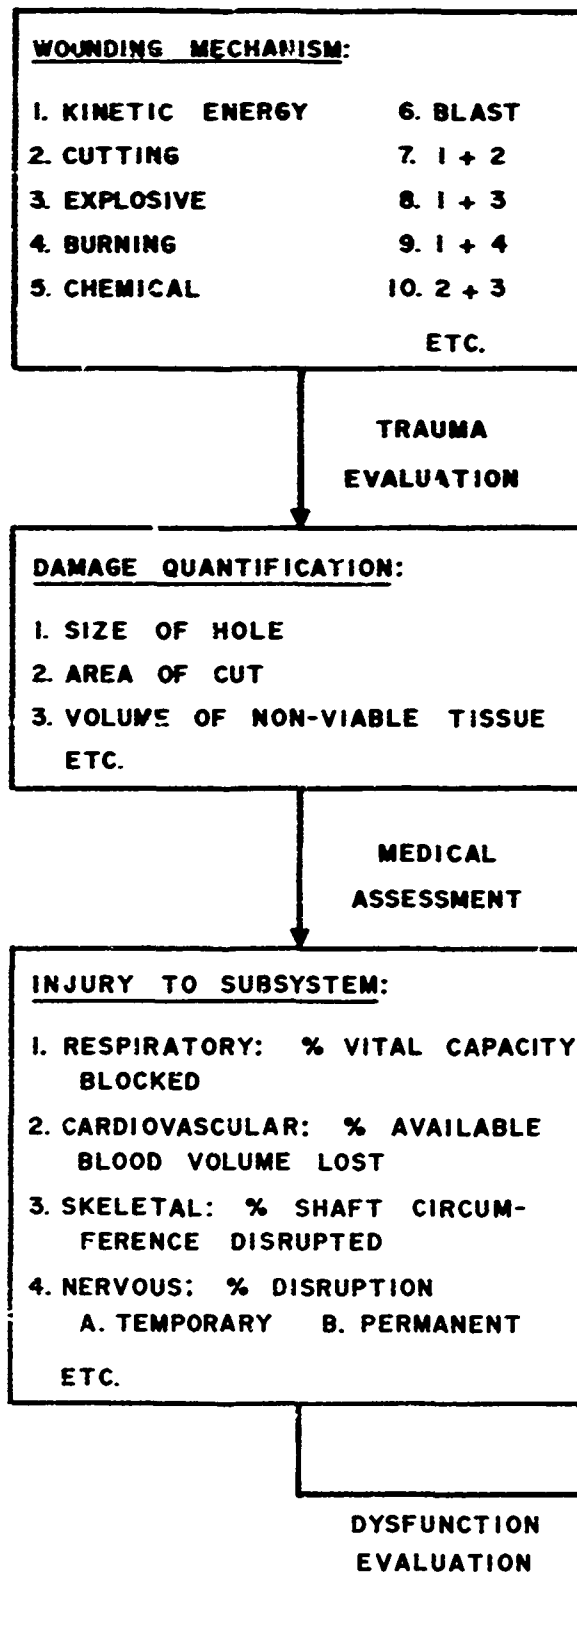 WOUNDING MECHANISM:
1. KINETIC ENERGY 6. BLAST
2. CUTTING 7. 1 + 2
3. EXPLOSIVE 8. 1 + 3
4. BURNING 9. 1 + 4
5. CHEMICAL 10. 2 + 3
ETC.
TRAUMA
EVALUATION
DAMAGE QUANTIFICATION:
1. SIZE OF HOLE
2. AREA OF CUT
3. VOLUME OF NON-VIABLE TISSUE
ETC.
MEDICAL
ASSESSMENT
INJURY TO SUBSYSTEM:
1. RESPIRATORY: % VITAL CAPACITY
BLOCKED
2. CARDIOVASCULAR: % AVAILABLE
BLOOD VOLUME LOST
3. SKELETAL: % SHAFT CIRCUM-
FERENCE DISRUPTED
4. NERVOUS: % DISRUPTION
A. TEMPORARY B. PERMANENT
ETC.
DYSFUNCTION
EVALUATION